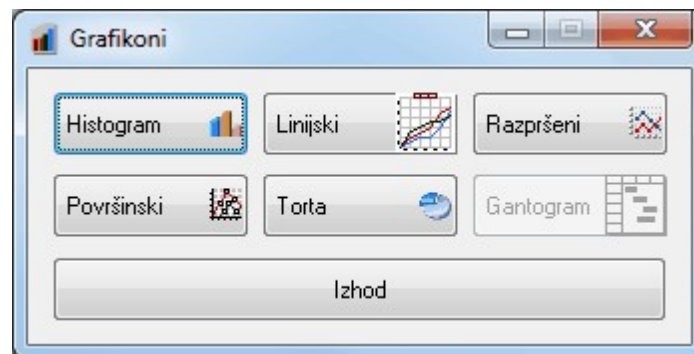 Grafikoni
Histogram
Linijski
Razpršeni
Površinski
Torta
Gantogram
Izhod